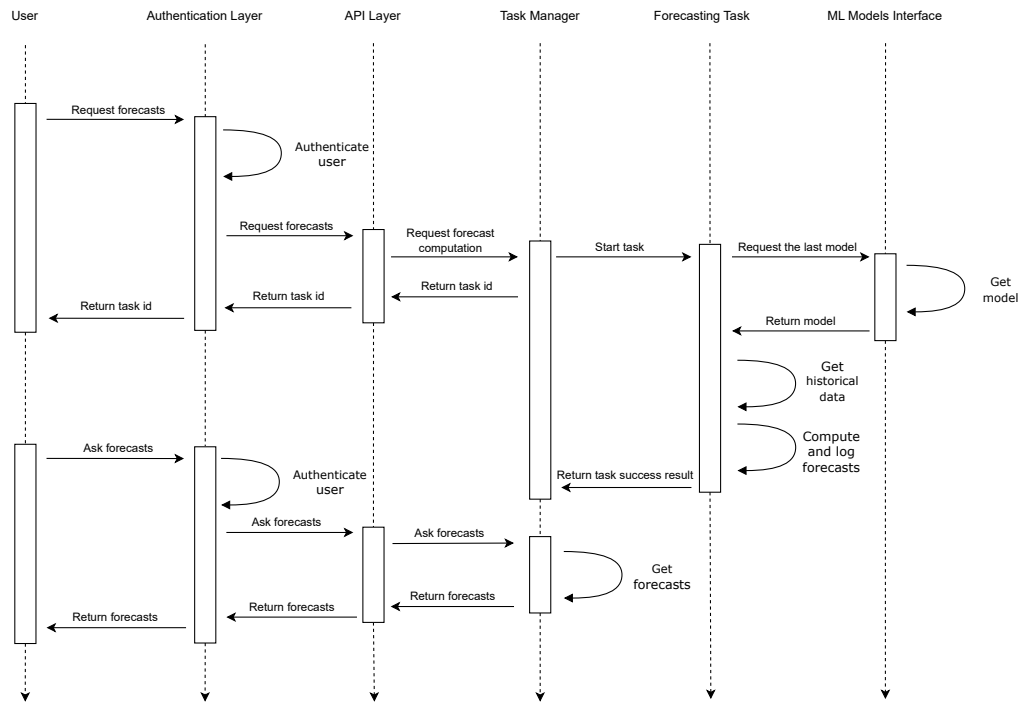 User
Authentication Layer
API Layer
Task Manager
Forecasting Task
ML Models Interface
Request forecasts
Authenticate
user
Request forecasts
Request forecast
computation
Start task
Request the last model
Get
model
Return task id
Return task id
Return task id
Return model
Get
historical
data
Compute
and log
forecasts
Return task success result
Ask forecasts
Authenticate
user
Ask forecasts
Ask forecasts
Get
forecasts
Return forecasts
Return forecasts
Return forecasts